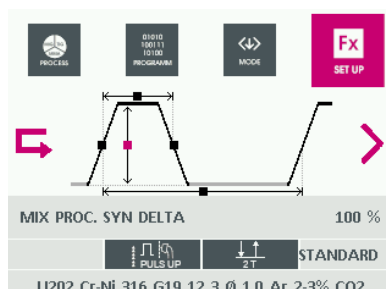 PROCESS
01010
100111
10100
PROGRAMM
MODE
Fx
SET UP
MIX PROC. SYN DELTA 100 %
PULS UP 2T STANDARD
U202 Cr-Ni 316 G19 12 3 Ø 1.0 Ar 2-3% CO2